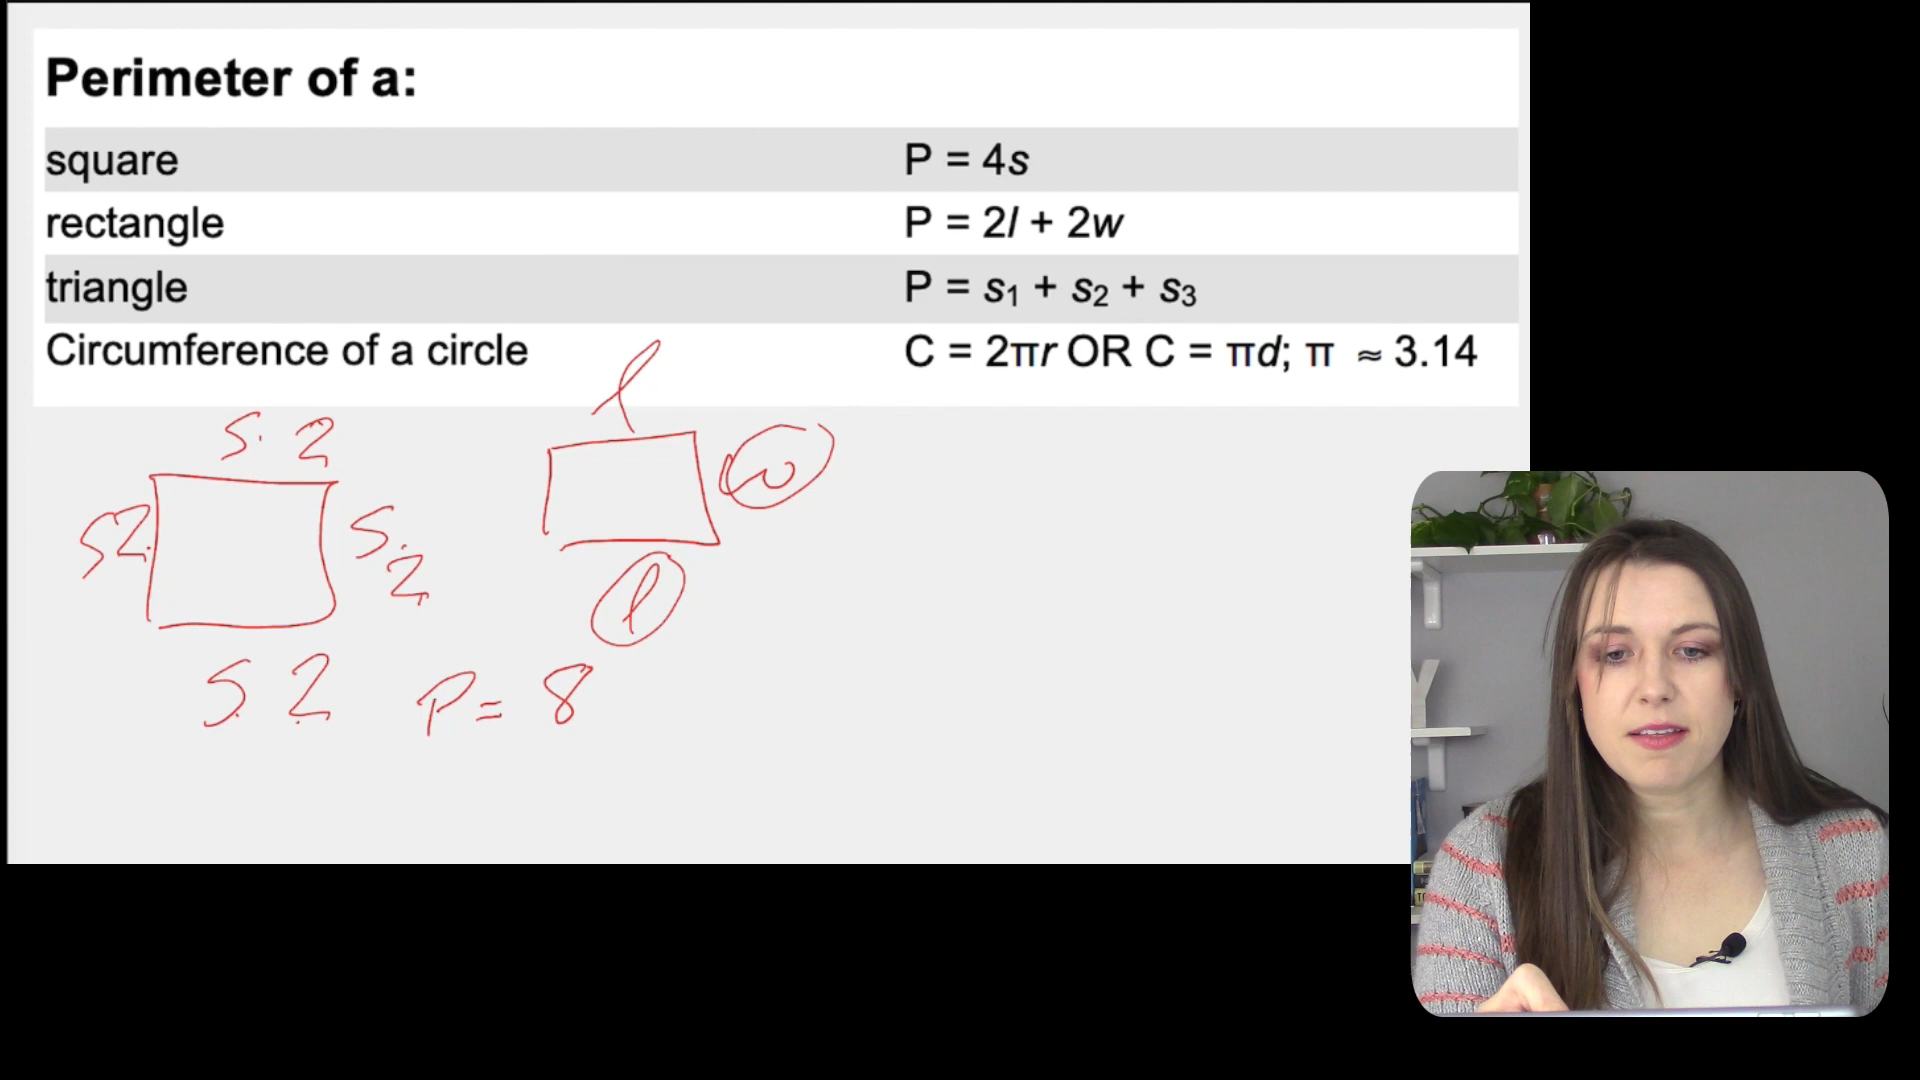 Perimeter of a:
square P = 4s
rectangle P = 2l + 2w
triangle P = s₁ + s₂ + s₃
Circumference of a circle C = 2πr OR C = πd; π ≈ 3.14
l
s. 2
w
s 2.
s.
2
l
s. 2
P = 8